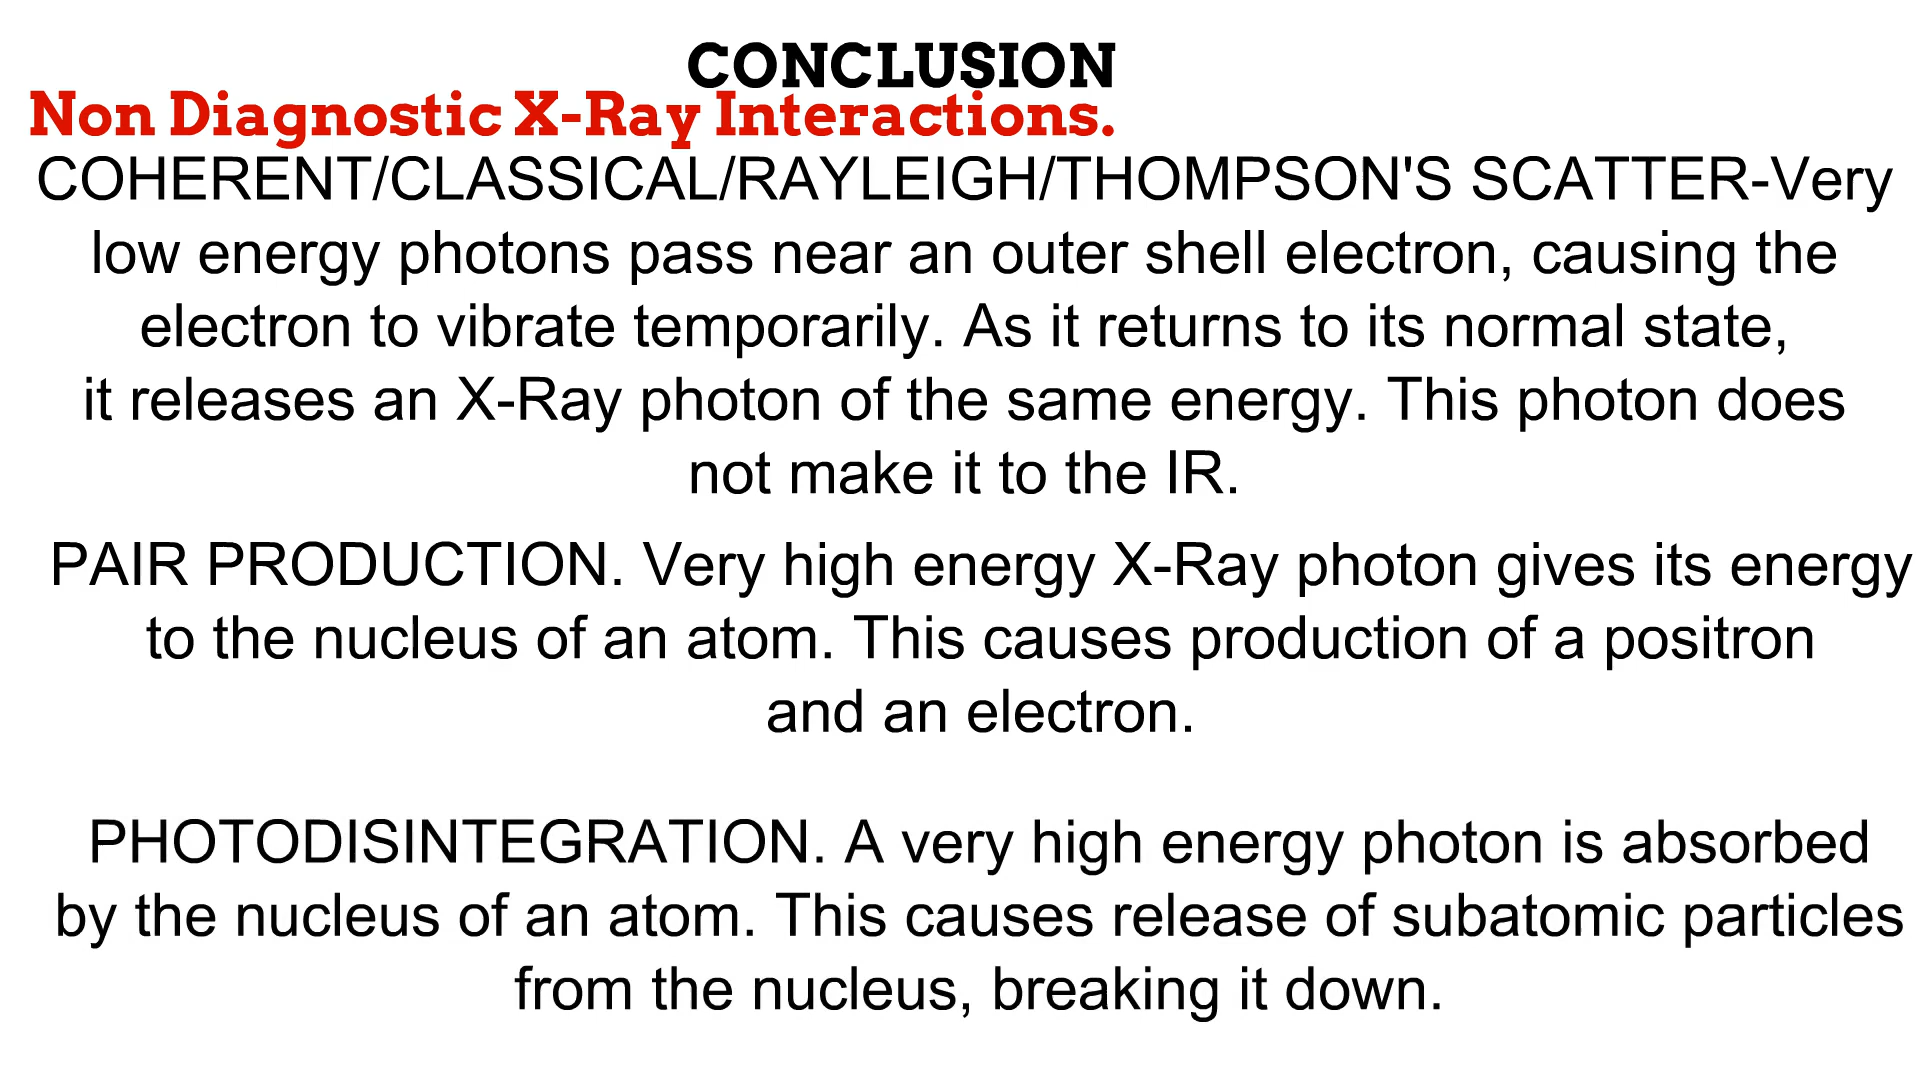 CONCLUSION
Non Diagnostic X-Ray Interactions.
COHERENT/CLASSICAL/RAYLEIGH/THOMPSON'S SCATTER-Very
low energy photons pass near an outer shell electron, causing the
electron to vibrate temporarily. As it returns to its normal state,
it releases an X-Ray photon of the same energy. This photon does
not make it to the IR.
PAIR PRODUCTION. Very high energy X-Ray photon gives its energy
to the nucleus of an atom. This causes production of a positron
and an electron.
PHOTODISINTEGRATION. A very high energy photon is absorbed
by the nucleus of an atom. This causes release of subatomic particles
from the nucleus, breaking it down.